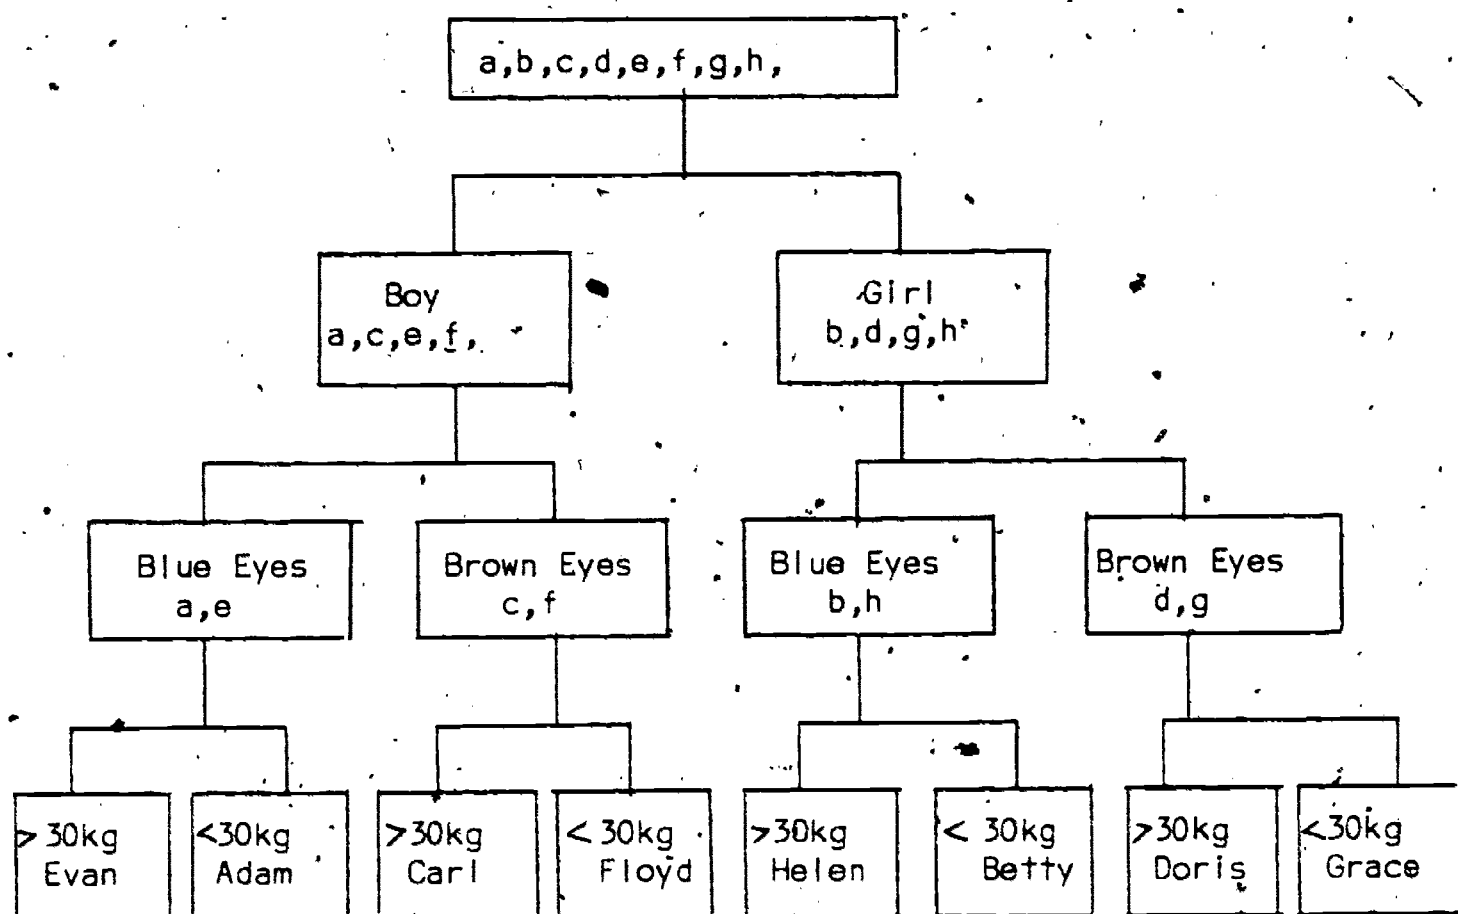 a,b,c,d,e,f,g,h,
Boy
a,c,e,f,
Girl
b,d,g,h
Blue Eyes
a,e
Brown Eyes
c,f
Blue Eyes
b,h
Brown Eyes
d,g
>30kg
Evan
<30kg
Adam
>30kg
Carl
<30kg
Floyd
>30kg
Helen
<30kg
Betty
>30kg
Doris
<30kg
Grace